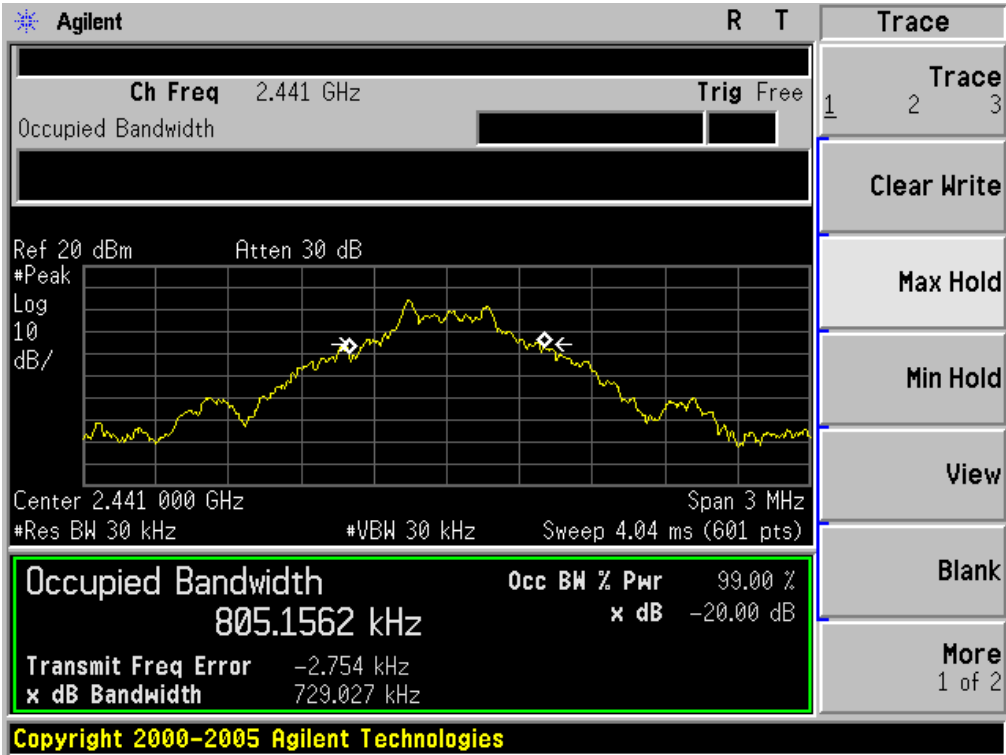 Agilent R T Trace
Ch Freq 2.441 GHz Trig Free
Occupied Bandwidth
Trace
1 2 3
Clear Write
Max Hold
Min Hold
View
Blank
More
1 of 2
Ref 20 dBm Atten 30 dB
#Peak
Log
10
dB/
Center 2.441 000 GHz Span 3 MHz
#Res BW 30 kHz #VBW 30 kHz Sweep 4.04 ms (601 pts)
Occupied Bandwidth Occ BW % Pwr 99.00 %
805.1562 kHz x dB -20.00 dB
Transmit Freq Error -2.754 kHz
x dB Bandwidth 729.027 kHz
Copyright 2000-2005 Agilent Technologies